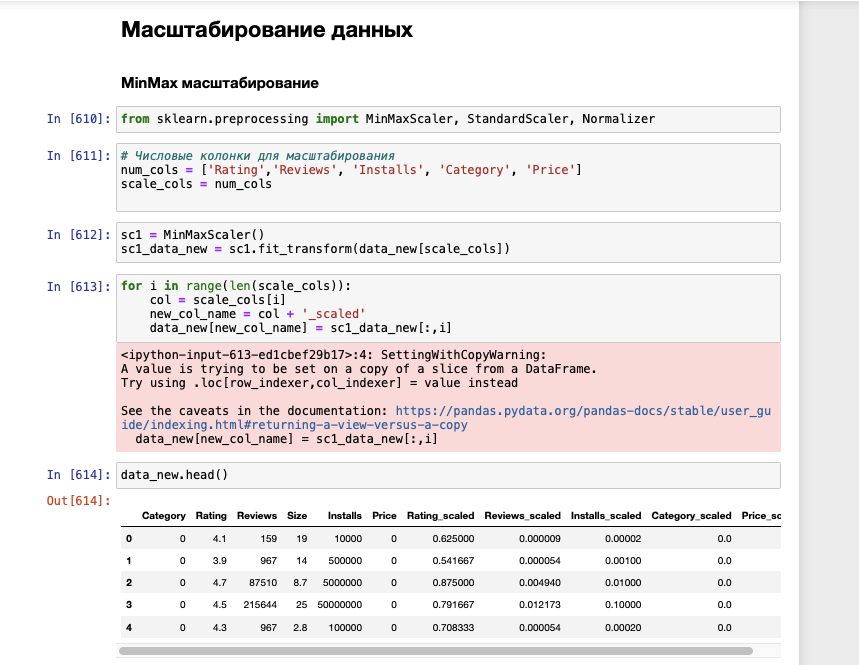 Масштабирование данных
MinMax масштабирование
In [610]: from sklearn.preprocessing import MinMaxScaler, StandardScaler, Normalizer
In [611]: # Числовые колонки для масштабирования
num_cols = ['Rating','Reviews', 'Installs', 'Category', 'Price']
scale_cols = num_cols
In [612]: sc1 = MinMaxScaler()
sc1_data_new = sc1.fit_transform(data_new[scale_cols])
In [613]: for i in range(len(scale_cols)):
    col = scale_cols[i]
    new_col_name = col + '_scaled'
    data_new[new_col_name] = sc1_data_new[:,i]
<ipython-input-613-ed1cbef29b17>:4: SettingWithCopyWarning:
A value is trying to be set on a copy of a slice from a DataFrame.
Try using .loc[row_indexer,col_indexer] = value instead
See the caveats in the documentation: https://pandas.pydata.org/pandas-docs/stable/user_gu
ide/indexing.html#returning-a-view-versus-a-copy
  data_new[new_col_name] = sc1_data_new[:,i]
In [614]: data_new.head()
Out[614]:
Category Rating Reviews Size Installs Price Rating_scaled Reviews_scaled Installs_scaled Category_scaled Price_sc
0 0 4.1 159 19 10000 0 0.625000 0.000009 0.00002 0.0
1 0 3.9 967 14 500000 0 0.541667 0.000054 0.00100 0.0
2 0 4.7 87510 8.7 5000000 0 0.875000 0.004940 0.01000 0.0
3 0 4.5 215644 25 50000000 0 0.791667 0.012173 0.10000 0.0
4 0 4.3 967 2.8 100000 0 0.708333 0.000054 0.00020 0.0